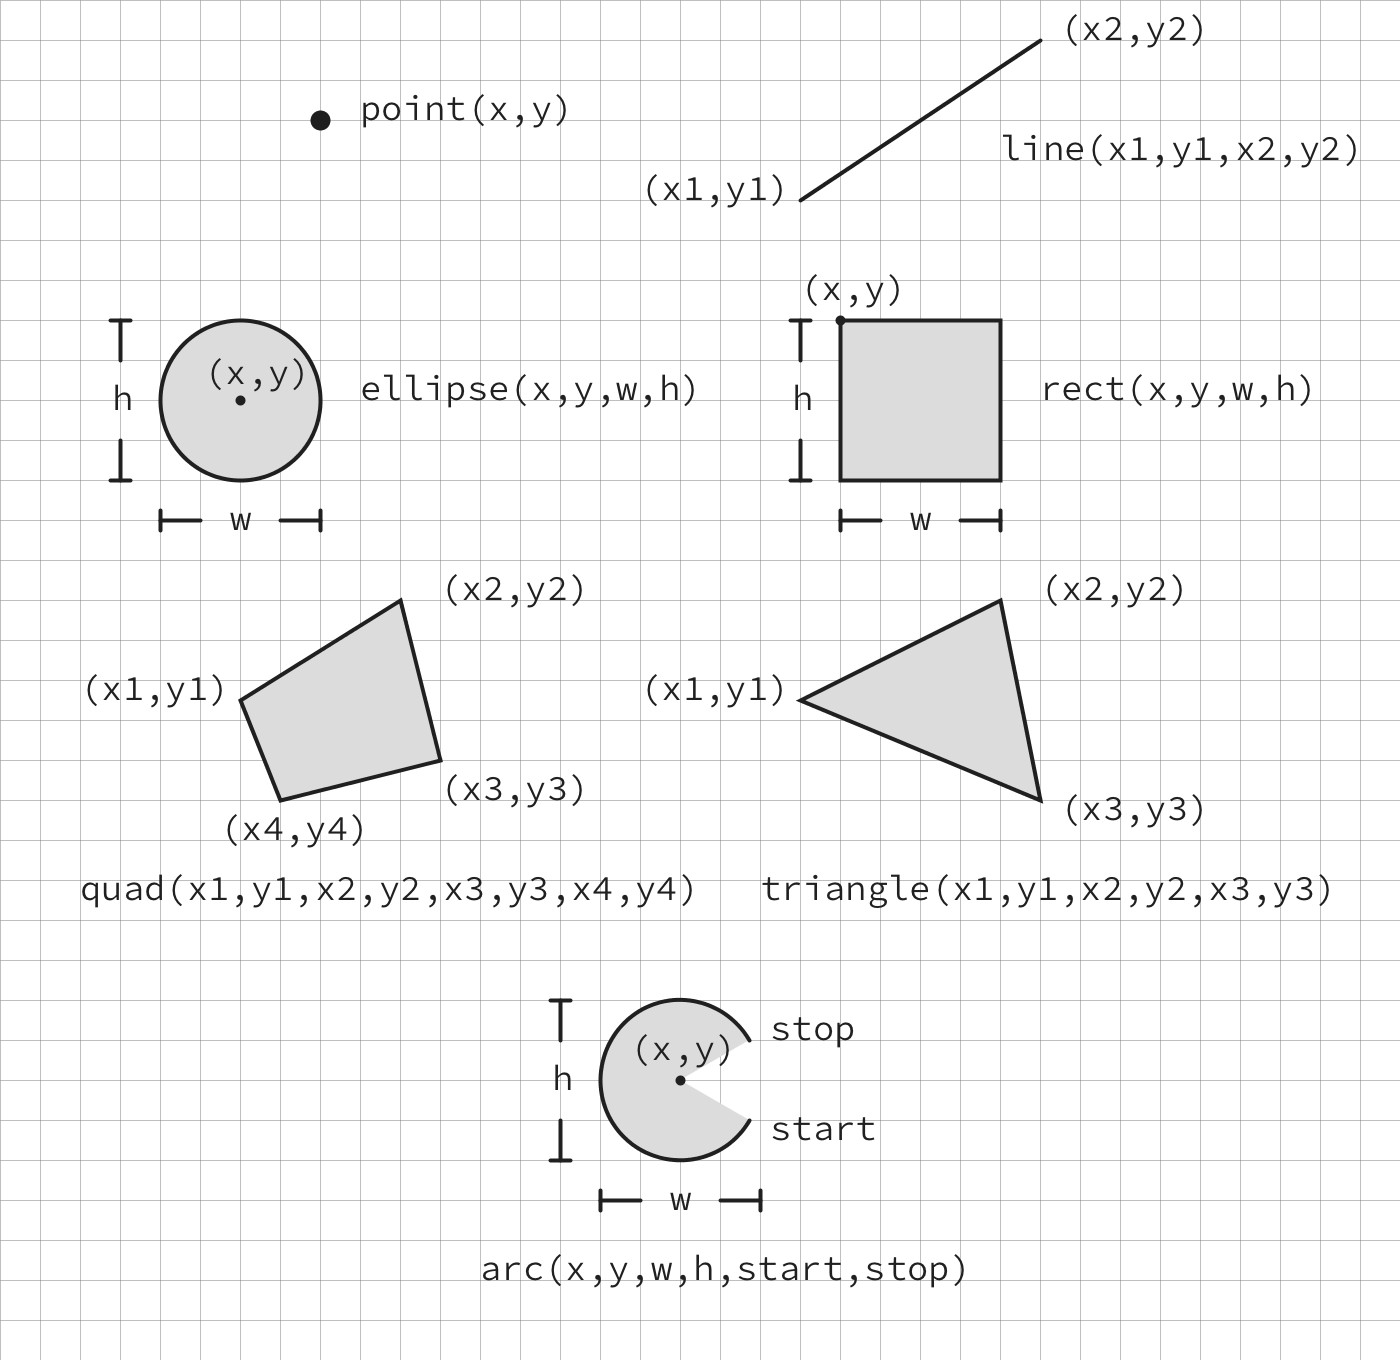 (x2,y2)
point(x,y)
line(x1,y1,x2,y2)
(x1,y1)
(x,y)
h
(x,y)
ellipse(x,y,w,h)
w
h
rect(x,y,w,h)
w
(x2,y2)
(x1,y1)
(x3,y3)
(x4,y4)
quad(x1,y1,x2,y2,x3,y3,x4,y4)
(x2,y2)
(x1,y1)
(x3,y3)
triangle(x1,y1,x2,y2,x3,y3)
stop
(x,y)
h
start
w
arc(x,y,w,h,start,stop)